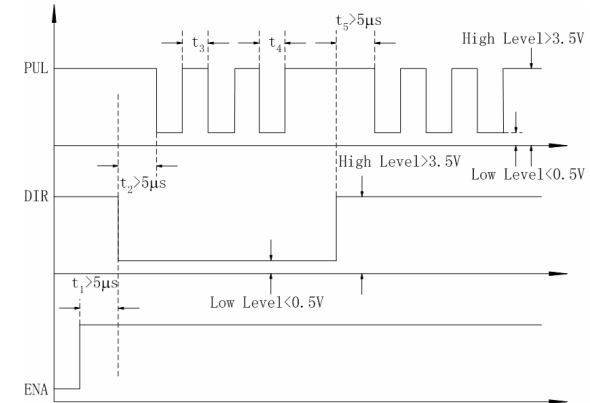 t5>5μs
t3
t4
High Level>3.5V
PUL
High Level>3.5V
Low Level<0.5V
t2>5μs
DIR
t1>5μs
Low Level<0.5V
ENA